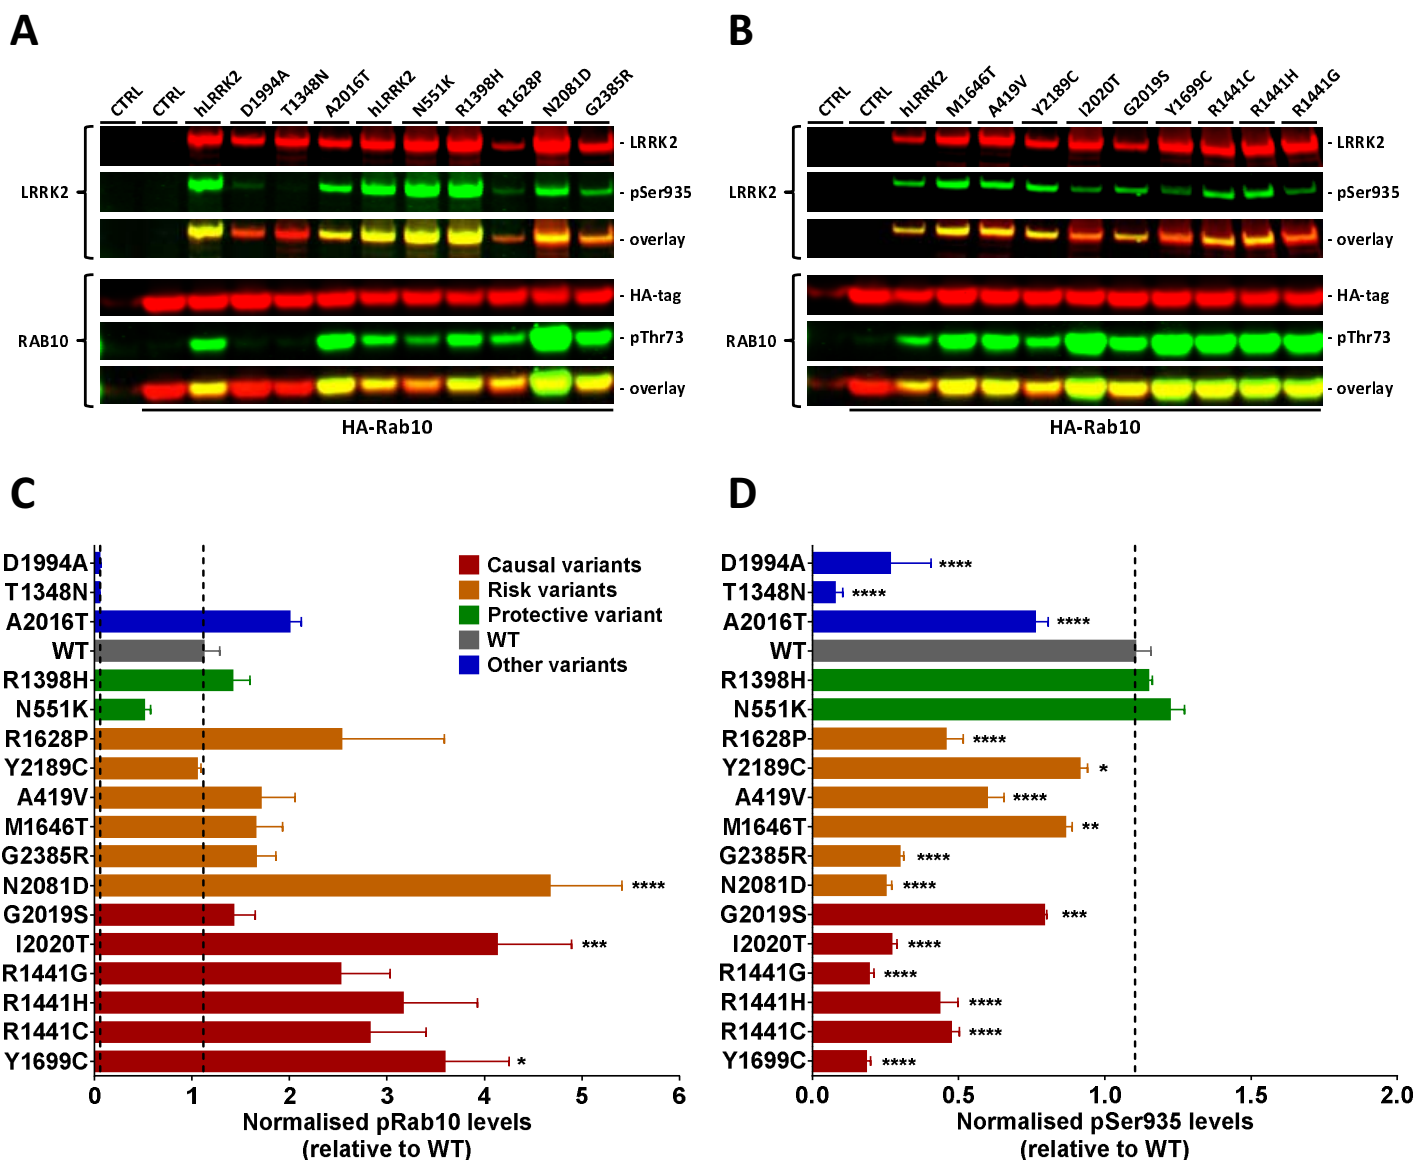 A
CTRL
CTRL
hLRRK2
D1994A
T1348N
A2016T
hLRRK2
N551K
R1398H
R1628P
N2081D
G2385R
LRRK2
- LRRK2
- pSer935
- overlay
RAB10
- HA-tag
- pThr73
- overlay
HA-Rab10
B
CTRL
CTRL
hLRRK2
M1646T
A419V
Y2189C
I2020T
G2019S
Y1699C
R1441C
R1441H
R1441G
LRRK2
- LRRK2
- pSer935
- overlay
RAB10
- HA-tag
- pThr73
- overlay
HA-Rab10
C
D1994A
T1348N
A2016T
WT
R1398H
N551K
R1628P
Y2189C
A419V
M1646T
G2385R
N2081D ****
G2019S
I2020T ***
R1441G
R1441H
R1441C
Y1699C *
Causal variants
Risk variants
Protective variant
WT
Other variants
0 1 2 3 4 5 6
Normalised pRab10 levels
(relative to WT)
D
D1994A ****
T1348N ****
A2016T ****
WT
R1398H
N551K
R1628P ****
Y2189C *
A419V ****
M1646T **
G2385R ****
N2081D ****
G2019S ***
I2020T ****
R1441G ****
R1441H ****
R1441C ****
Y1699C ****
0.0 0.5 1.0 1.5 2.0
Normalised pSer935 levels
(relative to WT)